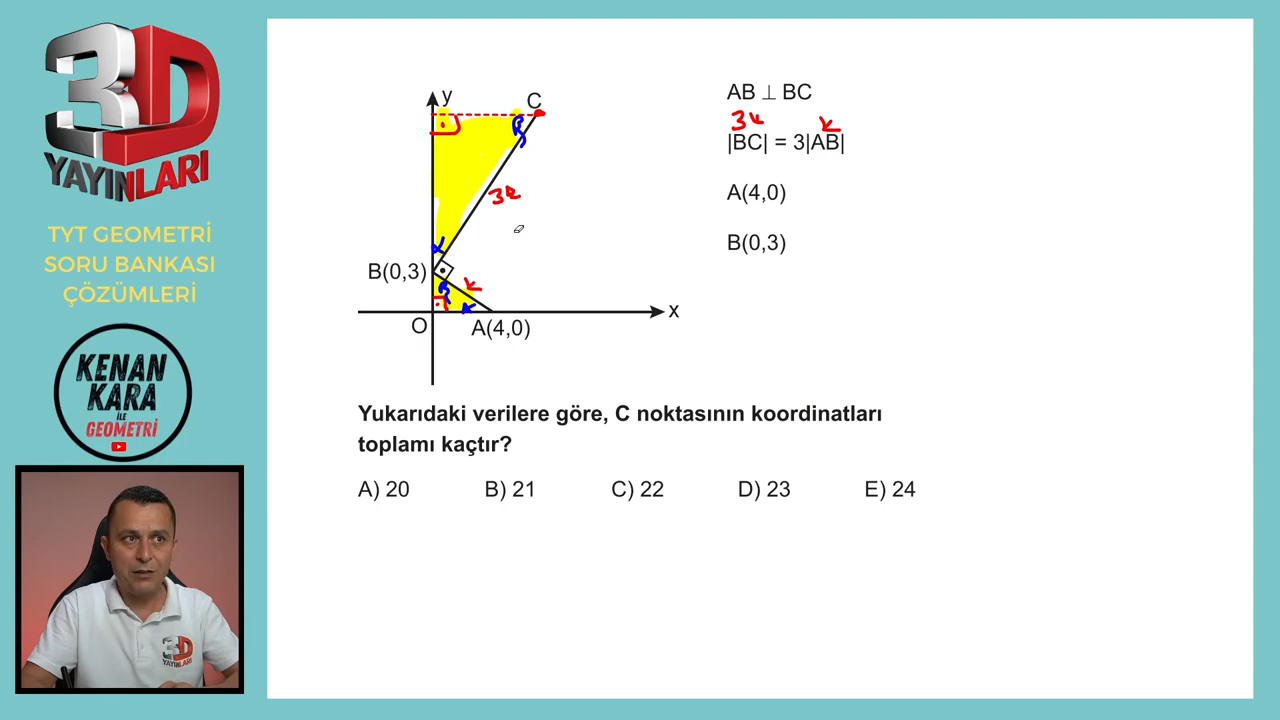 3D
YAYINLARI
TYT GEOMETRİ
SORU BANKASI
ÇÖZÜMLERİ
KENAN
KARA
İLE
GEOMETRİ
3D
YAYINLARI
y
C
3k
B(0,3)
k
O
A(4,0)
x
AB ⊥ BC
3k k
|BC| = 3|AB|
A(4,0)
B(0,3)
Yukarıdaki verilere göre, C noktasının koordinatları
toplamı kaçtır?
A) 20 B) 21 C) 22 D) 23 E) 24